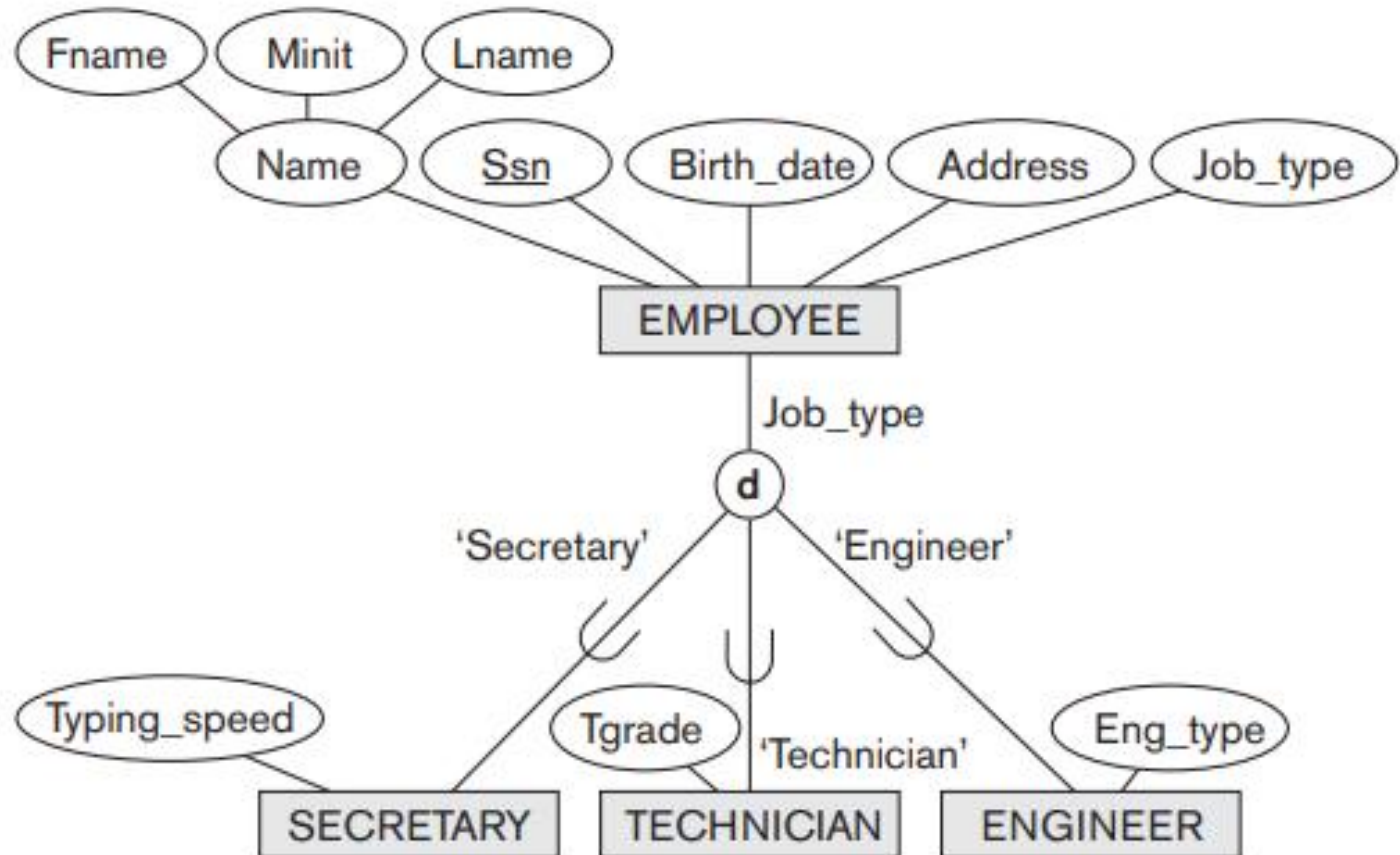 Fname Minit Lname
Name Ssn Birth_date Address Job_type
EMPLOYEE
Job_type
d
‘Secretary’ ‘Engineer’
Typing_speed Tgrade Eng_type
‘Technician’
SECRETARY TECHNICIAN ENGINEER